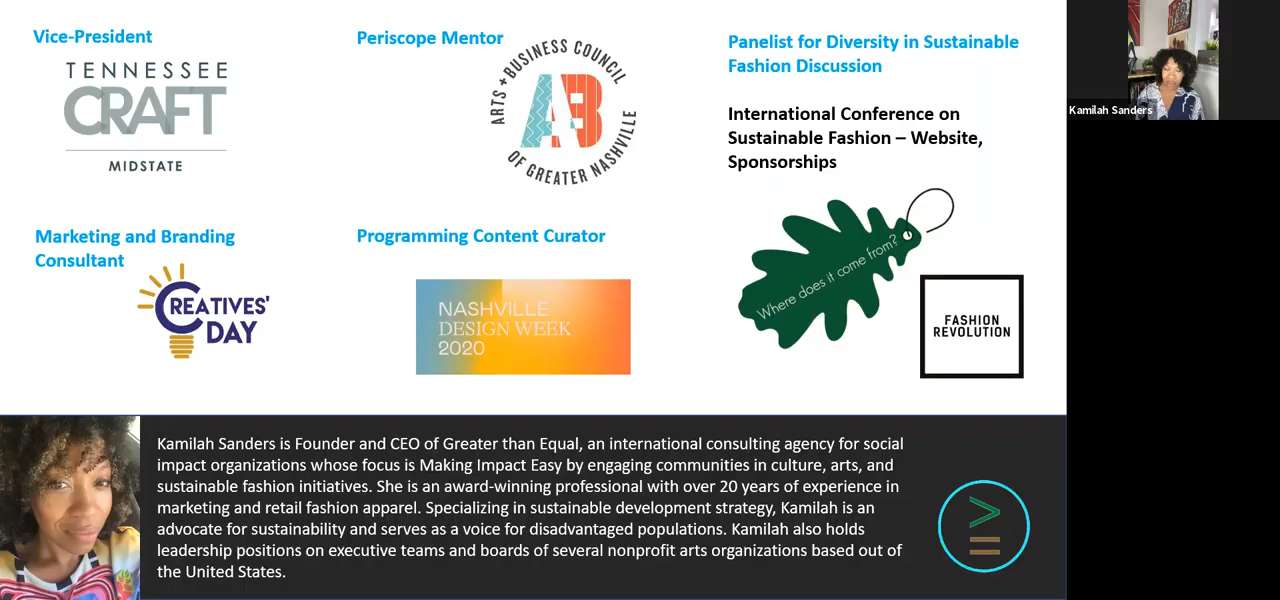 Vice-President
TENNESSEE
CRAFT
MIDSTATE
Periscope Mentor
ARTS + BUSINESS COUNCIL
AB
OF GREATER NASHVILLE
Panelist for Diversity in Sustainable
Fashion Discussion
International Conference on
Sustainable Fashion – Website,
Sponsorships
Where does it come from?
FASHION
REVOLUTION
Marketing and Branding
Consultant
CREATIVES'
DAY
Programming Content Curator
NASHVILLE
DESIGN WEEK
2020
Kamilah Sanders
Kamilah Sanders is Founder and CEO of Greater than Equal, an international consulting agency for social
impact organizations whose focus is Making Impact Easy by engaging communities in culture, arts, and
sustainable fashion initiatives. She is an award-winning professional with over 20 years of experience in
marketing and retail fashion apparel. Specializing in sustainable development strategy, Kamilah is an
advocate for sustainability and serves as a voice for disadvantaged populations. Kamilah also holds
leadership positions on executive teams and boards of several nonprofit arts organizations based out of
the United States.